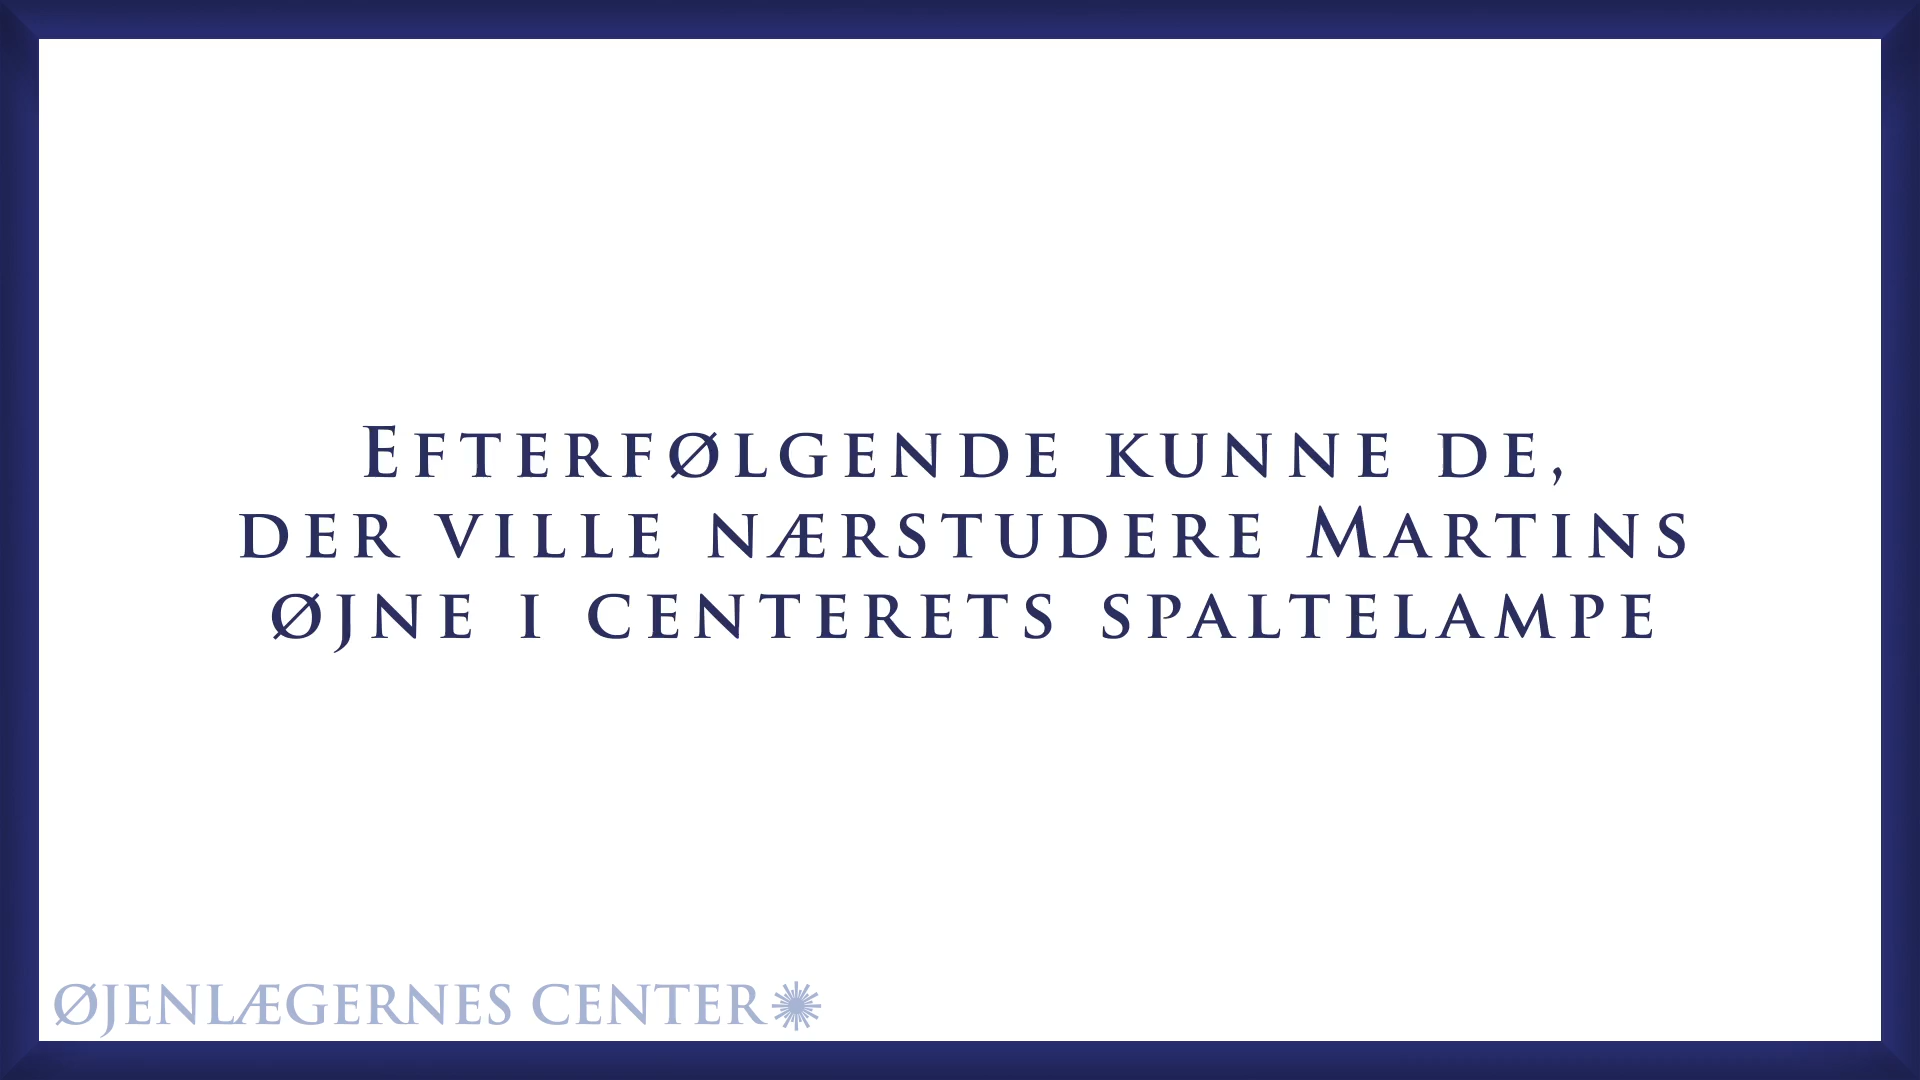 Efterfølgende kunne de,
der ville nærstudere Martins
øjne i centerets spaltelampe
ØJENLÆGERNES CENTER